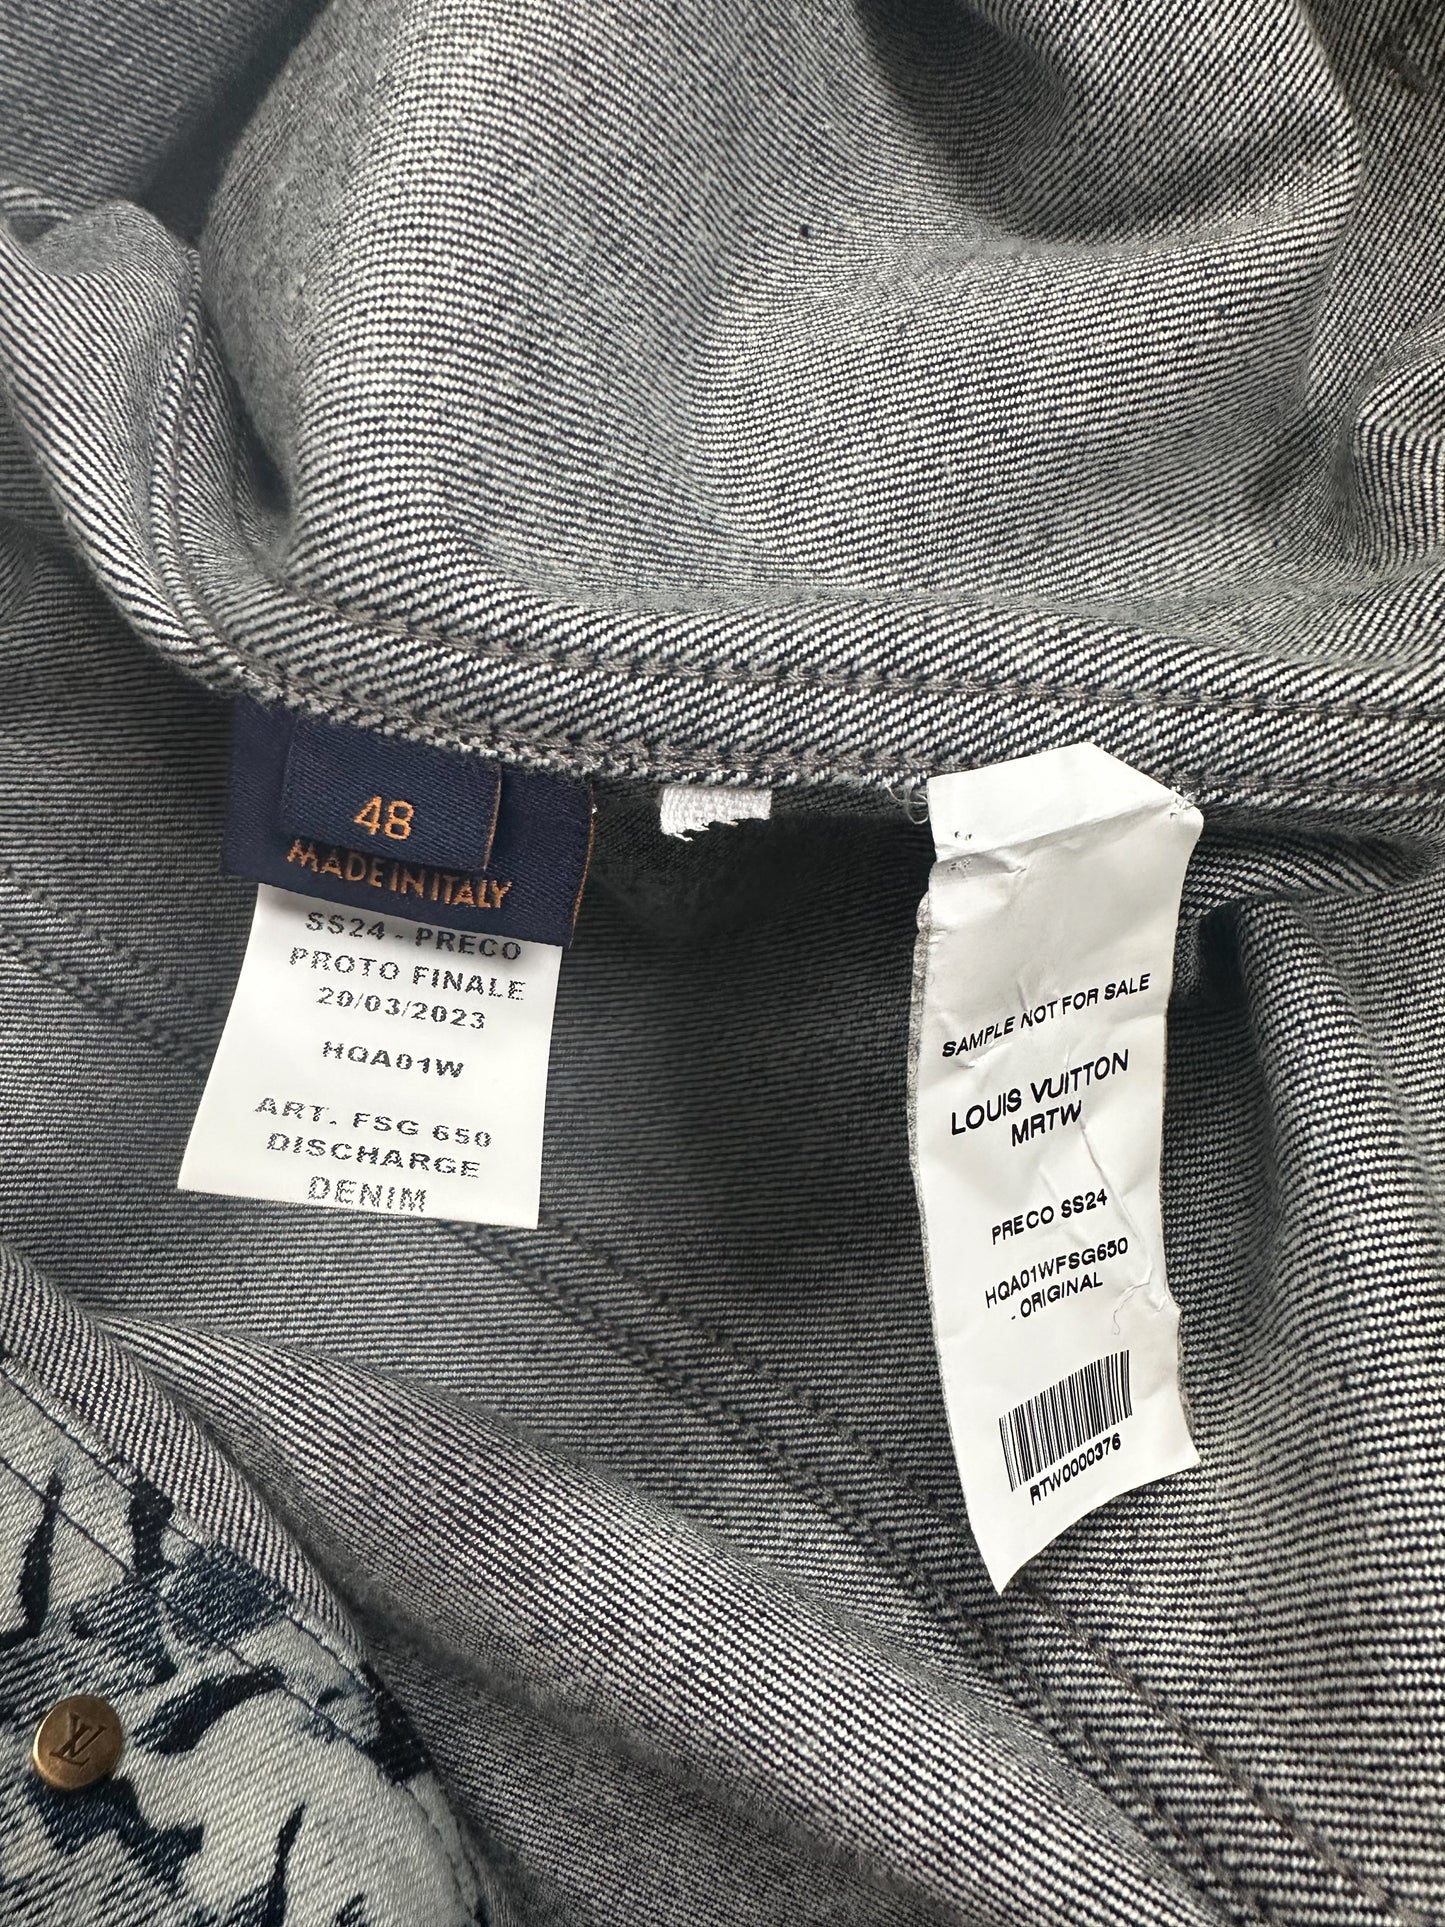 48
MADE IN ITALY
SS24 - PRECO
PROTO FINALE
20/03/2023
HQA01W
ART. FSG 650
DISCHARGE
DENIM
SAMPLE NOT FOR SALE
LOUIS VUITTON
MRTW
PRECO SS24
HQA01WFSG650
- ORIGINAL
RTW0000376
LV